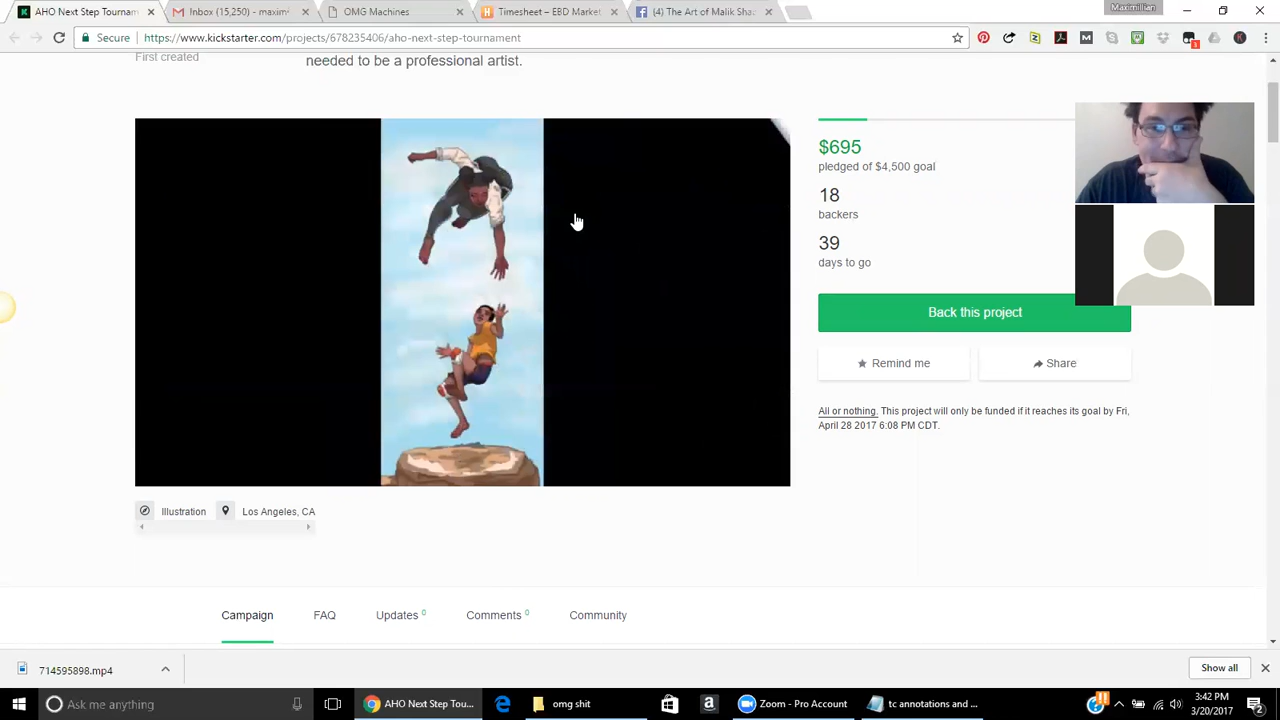 AHO Next Step Tournam
Inbox (15,250) - maxim
OMG Machines
Timesheet – EBD Market
(4) The Art of Malik Sha
Maximillian
Secure
https://www.kickstarter.com/projects/678235406/aho-next-step-tournament
First created
needed to be a professional artist.
$695
pledged of $4,500 goal
18
backers
39
days to go
Back this project
Remind me
Share
All or nothing. This project will only be funded if it reaches its goal by Fri,
April 28 2017 6:08 PM CDT.
Illustration
Los Angeles, CA
Campaign
FAQ
Updates 0
Comments 0
Community
714595898.mp4
Show all
Ask me anything
AHO Next Step Tou...
omg shit
Zoom - Pro Account
tc annotations and ...
3:42 PM
3/20/2017